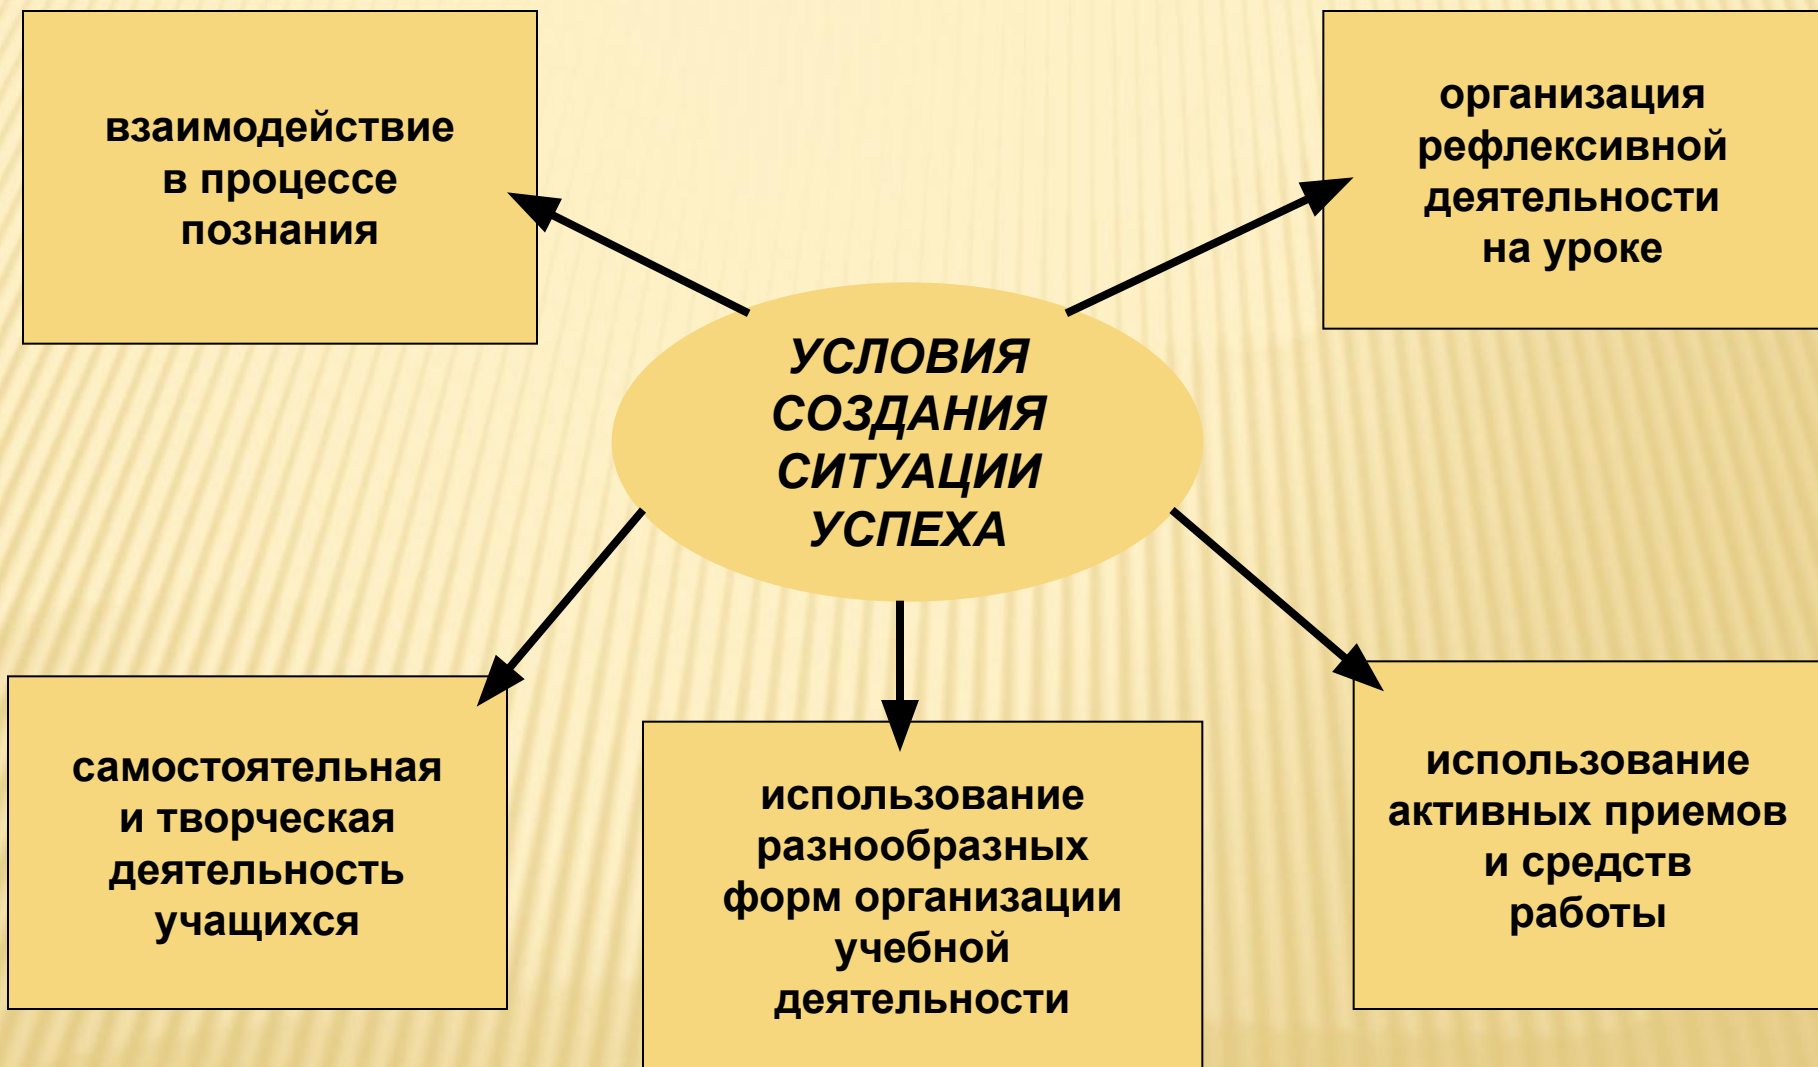 взаимодействие
в процессе
познания
организация
рефлексивной
деятельности
на уроке
УСЛОВИЯ
СОЗДАНИЯ
СИТУАЦИИ
УСПЕХА
самостоятельная
и творческая
деятельность
учащихся
использование
разнообразных
форм организации
учебной
деятельности
использование
активных приемов
и средств
работы